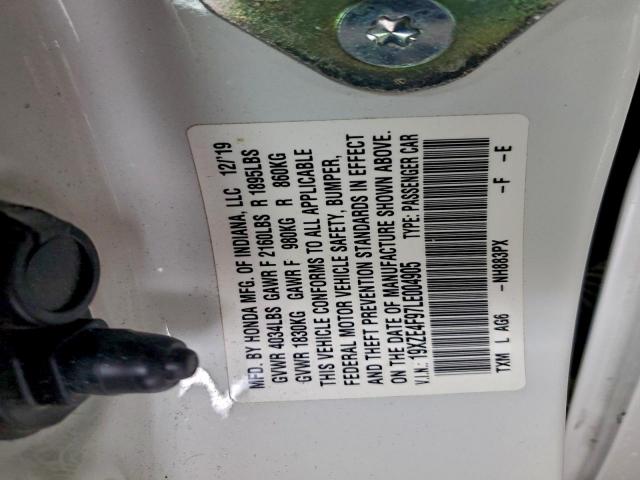 MFD. BY HONDA MFG. OF INDIANA, LLC 12/'19
GVWR 4034LBS GAWR F 2160LBS R 1895LBS
GVWR 1830KG GAWR F 980KG R 860KG
THIS VEHICLE CONFORMS TO ALL APPLICABLE
FEDERAL MOTOR VEHICLE SAFETY, BUMPER,
AND THEFT PREVENTION STANDARDS IN EFFECT
ON THE DATE OF MANUFACTURE SHOWN ABOVE.
V.I.N.: 19XZE4F97LE004905 TYPE: PASSENGER CAR
TXM L AG6 -NH883PX -F -E